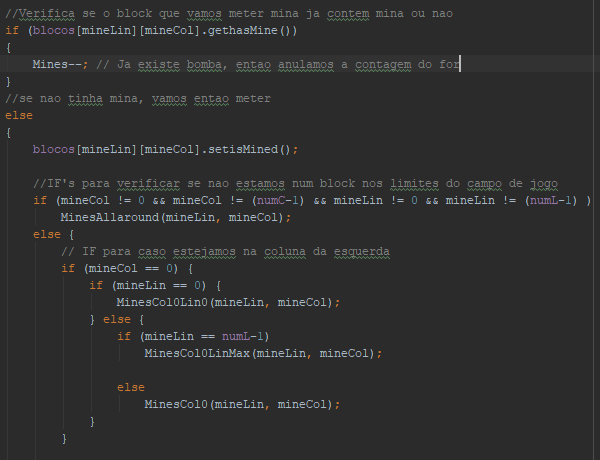 //Verifica se o block que vamos meter mina ja contem mina ou nao
if (blocos[mineLin][mineCol].gethasMine())
{
    Mines--; // Ja existe bomba, entao anulamos a contagem do for
}
//se nao tinha mina, vamos entao meter
else
{
    blocos[mineLin][mineCol].setisMined();
    //IF's para verificar se nao estamos num block nos limites do campo de jogo
    if (mineCol != 0 && mineCol != (numC-1) && mineLin != 0 && mineLin != (numL-1) )
        MinesAllaround(mineLin, mineCol);
    else {
        // IF para caso estejamos na coluna da esquerda
        if (mineCol == 0) {
            if (mineLin == 0) {
                MinesCol0Lin0(mineLin, mineCol);
            } else {
                if (mineLin == numL-1)
                    MinesCol0LinMax(mineLin, mineCol);
                else
                    MinesCol0(mineLin, mineCol);
            }
        }